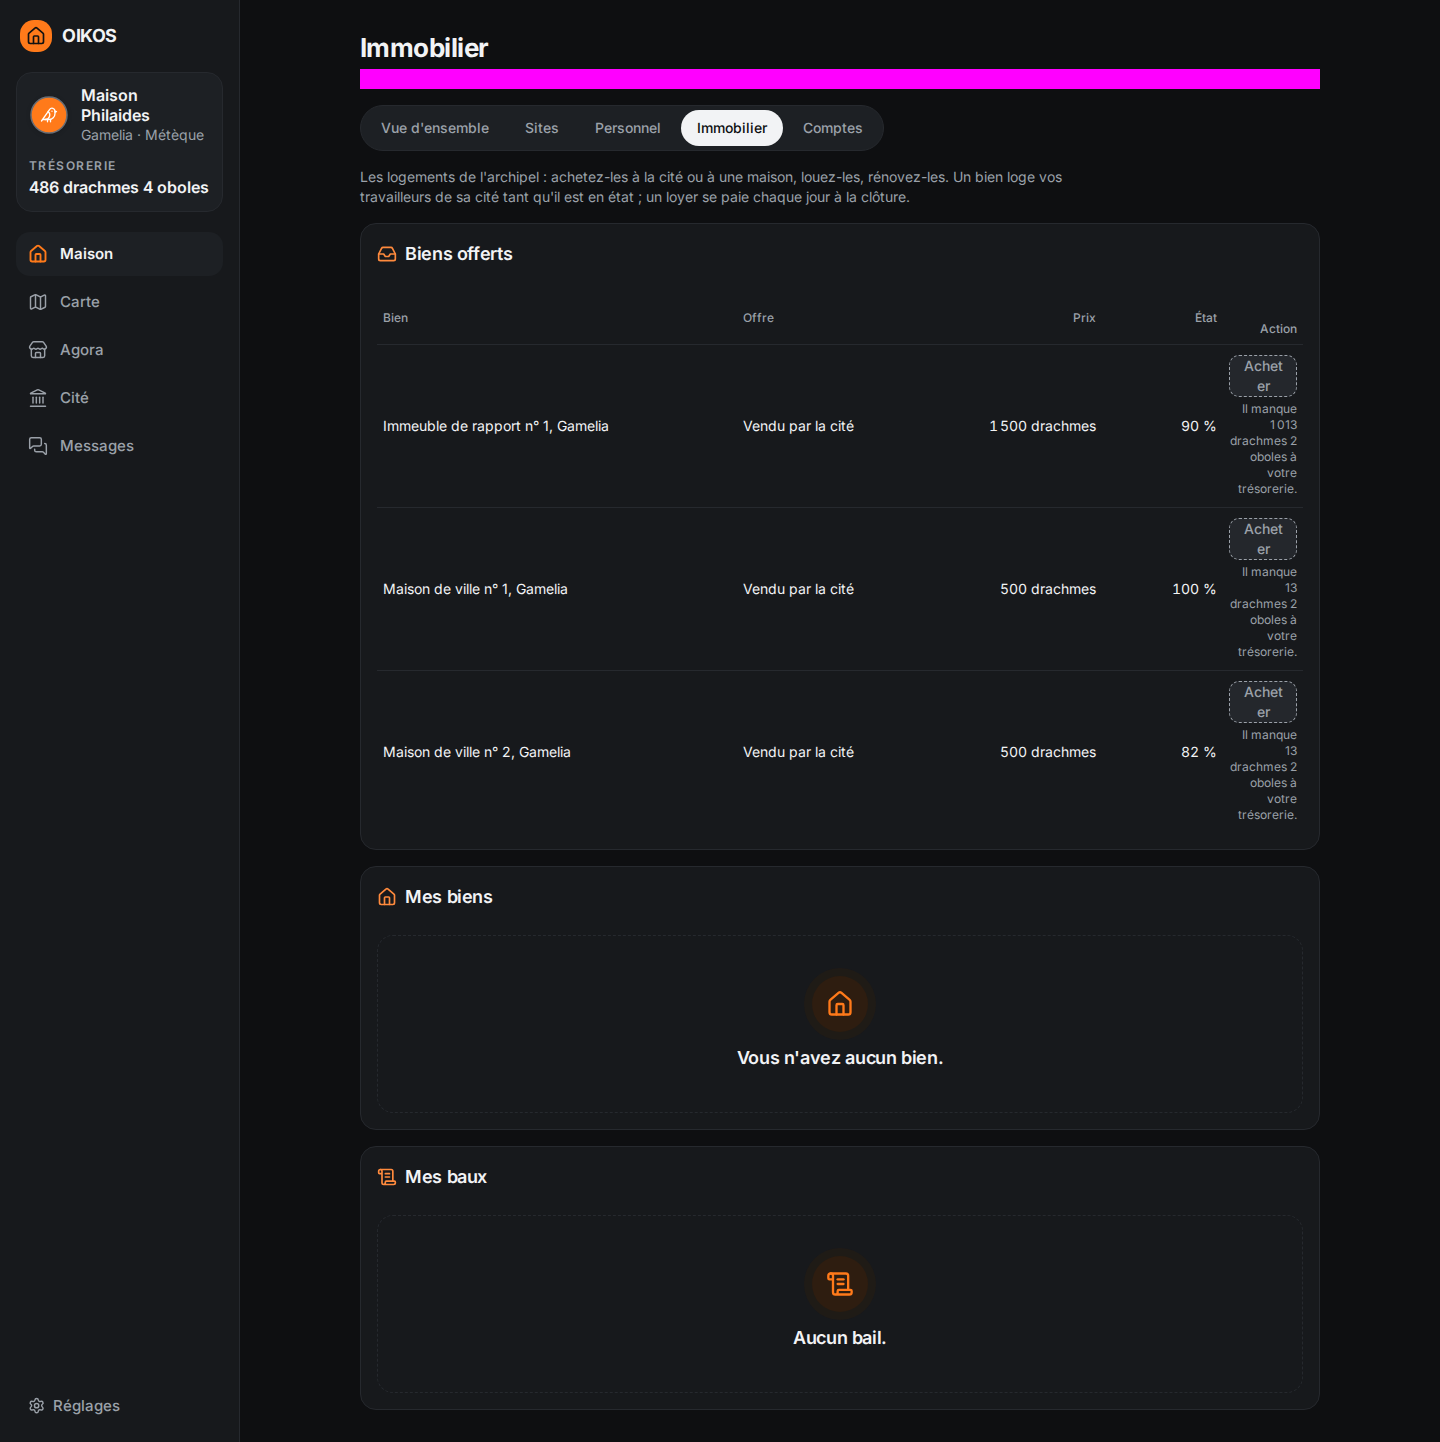 OIKOS
Maison
Philaides
Gamelia · Métèque
TRÉSORERIE
486 drachmes 4 oboles
Maison
Carte
Agora
Cité
Messages
Réglages
Immobilier
Vue d'ensemble
Sites
Personnel
Immobilier
Comptes
Les logements de l'archipel : achetez-les à la cité ou à une maison, louez-les, rénovez-les. Un bien loge vos
travailleurs de sa cité tant qu'il est en état ; un loyer se paie chaque jour à la clôture.
Biens offerts
Bien Offre Prix État Action
Immeuble de rapport n° 1, Gamelia Vendu par la cité 1 500 drachmes 90 %
Achet
er
Il manque
1 013
drachmes 2
oboles à
votre
trésorerie.
Maison de ville n° 1, Gamelia Vendu par la cité 500 drachmes 100 %
Achet
er
Il manque
13
drachmes 2
oboles à
votre
trésorerie.
Maison de ville n° 2, Gamelia Vendu par la cité 500 drachmes 82 %
Achet
er
Il manque
13
drachmes 2
oboles à
votre
trésorerie.
Mes biens
Vous n'avez aucun bien.
Mes baux
Aucun bail.